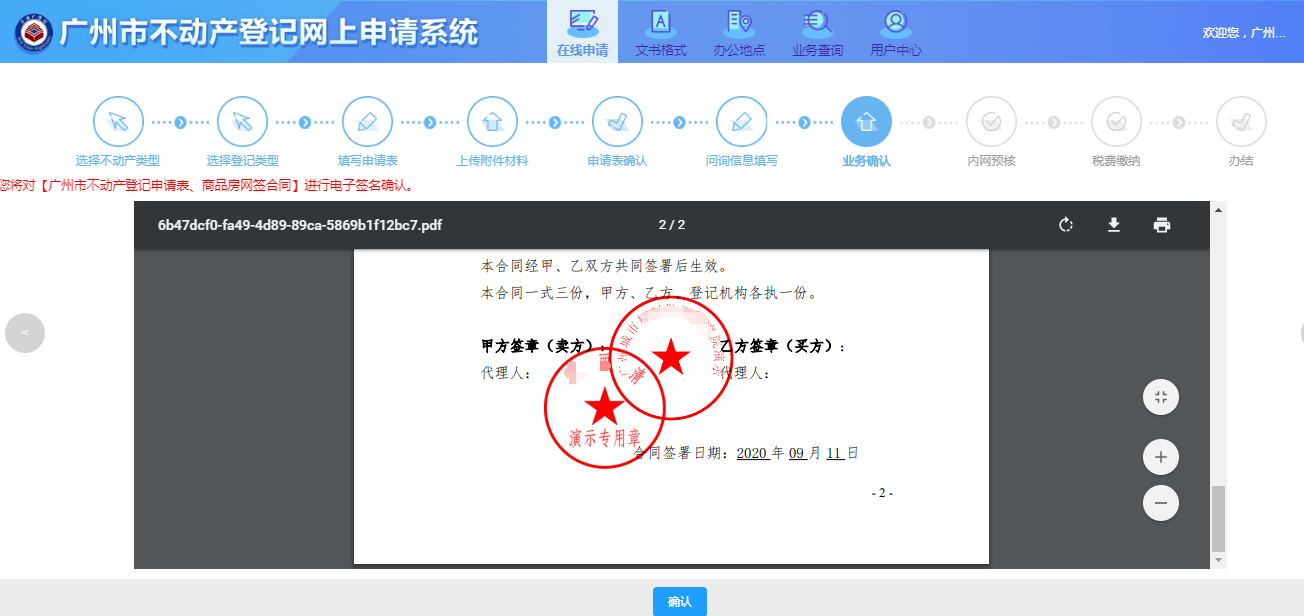 广州市不动产登记网上申请系统
在线申请
文书格式
办公地点
业务查询
用户中心
欢迎您，广州...
选择不动产类型
选择登记类型
填写申请表
上传附件材料
申请表确认
问询信息填写
业务确认
内网预核
税费缴纳
办结
您将对【广州市不动产登记申请表、商品房网签合同】进行电子签名确认。
6b47dcf0-fa49-4d89-89ca-5869b1f12bc7.pdf
2 / 2
本合同经甲、乙双方共同签署后生效。
本合同一式三份，甲方、乙方、登记机构各执一份。
甲方签章（卖方）：
乙方签章（买方）：
代理人：
代理人：
演示专用章
合同签署日期：2020 年 09 月 11 日
- 2 -
<
确认